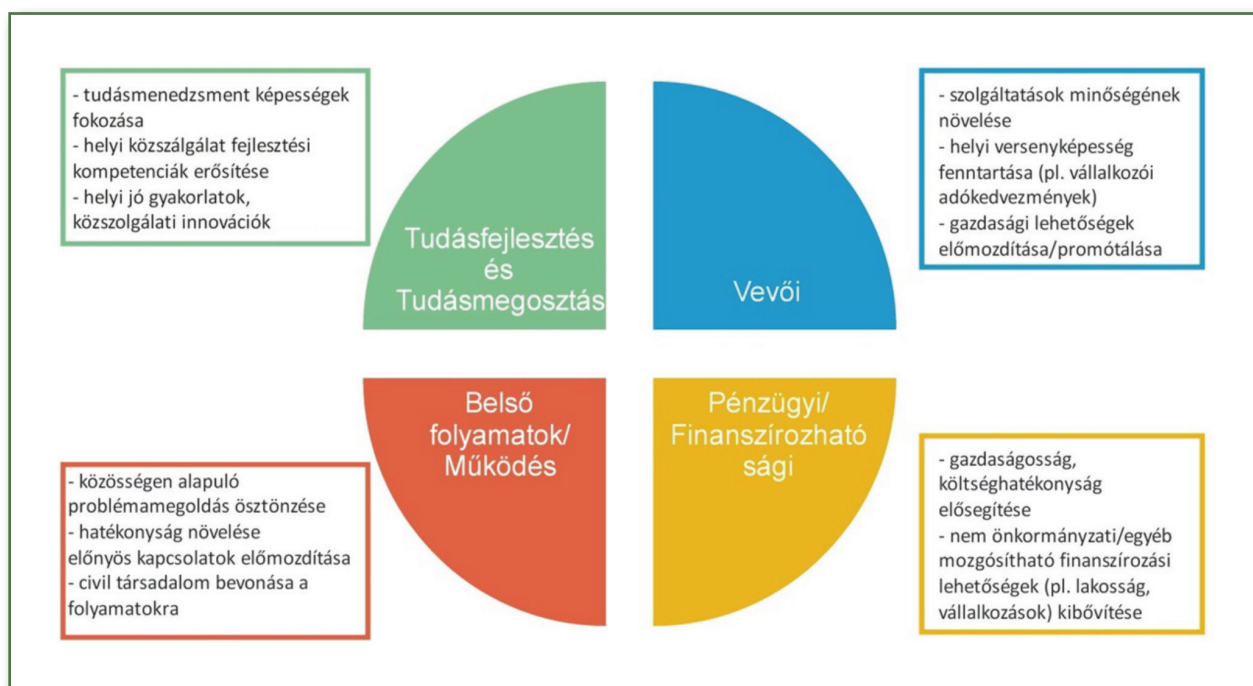 - tudásmenedzsment képességek
fokozása
- helyi közszálgálat fejlesztési
kompetenciák erősítése
- helyi jó gyakorlatok,
közszolgálati innovációk
Tudásfejlesztés
és
Tudásmegosztás
Vevői
- szolgáltatások minőségének
növelése
- helyi versenyképesség
fenntartása (pl. vállalkozói
adókedvezmények)
- gazdasági lehetőségek
előmozdítása/promótálása
- közösségen alapuló
problémamegoldás ösztönzése
- hatékonyság növelése
előnyös kapcsolatok előmozdítása
- civil társadalom bevonása a
folyamatokra
Belső
folyamatok/
Működés
Pénzügyi/
Finanszírozható
sági
- gazdaságosság,
költséghatékonyság
elősegítése
- nem önkormányzati/egyéb
mozgósítható finanszírozási
lehetőségek (pl. lakosság,
vállalkozások) kibővítése